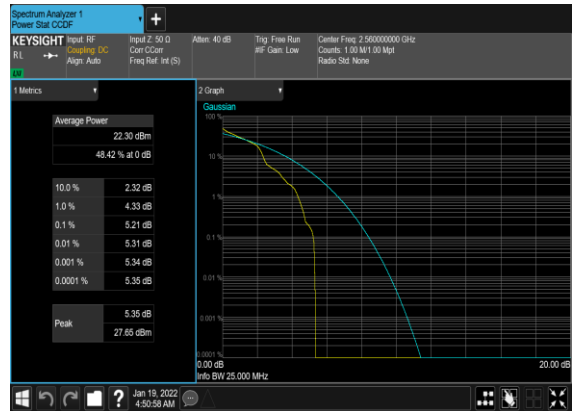 Spectrum Analyzer 1
Power Stat CCDF
+
KEYSIGHT
RL
LV
Input: RF
Coupling: DC
Align: Auto
Input Z: 50 Ω
Corr CCorr
Freq Ref: Int (S)
Atten: 40 dB
Trig: Free Run
#IF Gain: Low
Center Freq: 2.560000000 GHz
Counts: 1.00 M/1.00 Mpt
Radio Std: None
1 Metrics
Average Power
22.30 dBm
48.42 % at 0 dB
10.0 % 2.32 dB
1.0 % 4.33 dB
0.1 % 5.21 dB
0.01 % 5.31 dB
0.001 % 5.34 dB
0.0001 % 5.35 dB
Peak
5.35 dB
27.65 dBm
2 Graph
Gaussian
100 %
10 %
1 %
0.1 %
0.01 %
0.001 %
0.0001 %
0.00 dB
20.00 dB
Info BW 25.000 MHz
?
Jan 19, 2022
4:50:58 AM